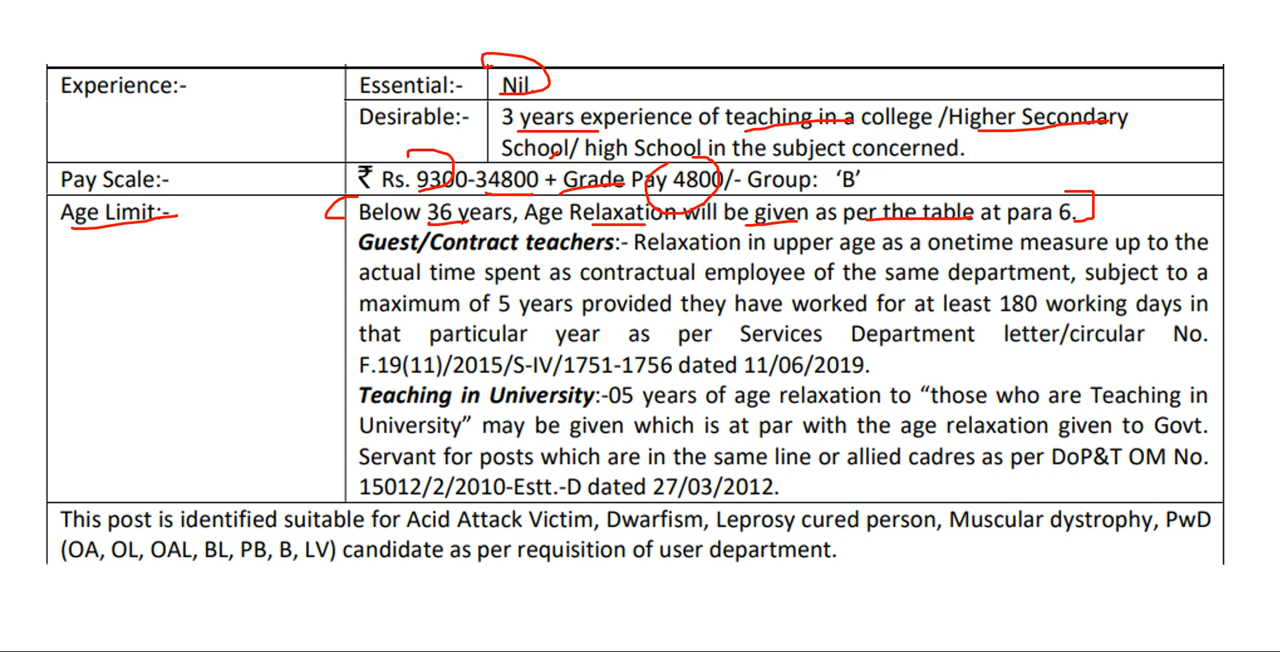 Experience:- Essential:- Nil
Desirable:- 3 years experience of teaching in a college /Higher Secondary
School/ high School in the subject concerned.
Pay Scale:- ₹ Rs. 9300-34800 + Grade Pay 4800/- Group: ‘B’
Age Limit:- Below 36 years, Age Relaxation will be given as per the table at para 6.
Guest/Contract teachers:- Relaxation in upper age as a onetime measure up to the
actual time spent as contractual employee of the same department, subject to a
maximum of 5 years provided they have worked for at least 180 working days in
that particular year as per Services Department letter/circular No.
F.19(11)/2015/S-IV/1751-1756 dated 11/06/2019.
Teaching in University:-05 years of age relaxation to “those who are Teaching in
University” may be given which is at par with the age relaxation given to Govt.
Servant for posts which are in the same line or allied cadres as per DoP&T OM No.
15012/2/2010-Estt.-D dated 27/03/2012.
This post is identified suitable for Acid Attack Victim, Dwarfism, Leprosy cured person, Muscular dystrophy, PwD
(OA, OL, OAL, BL, PB, B, LV) candidate as per requisition of user department.